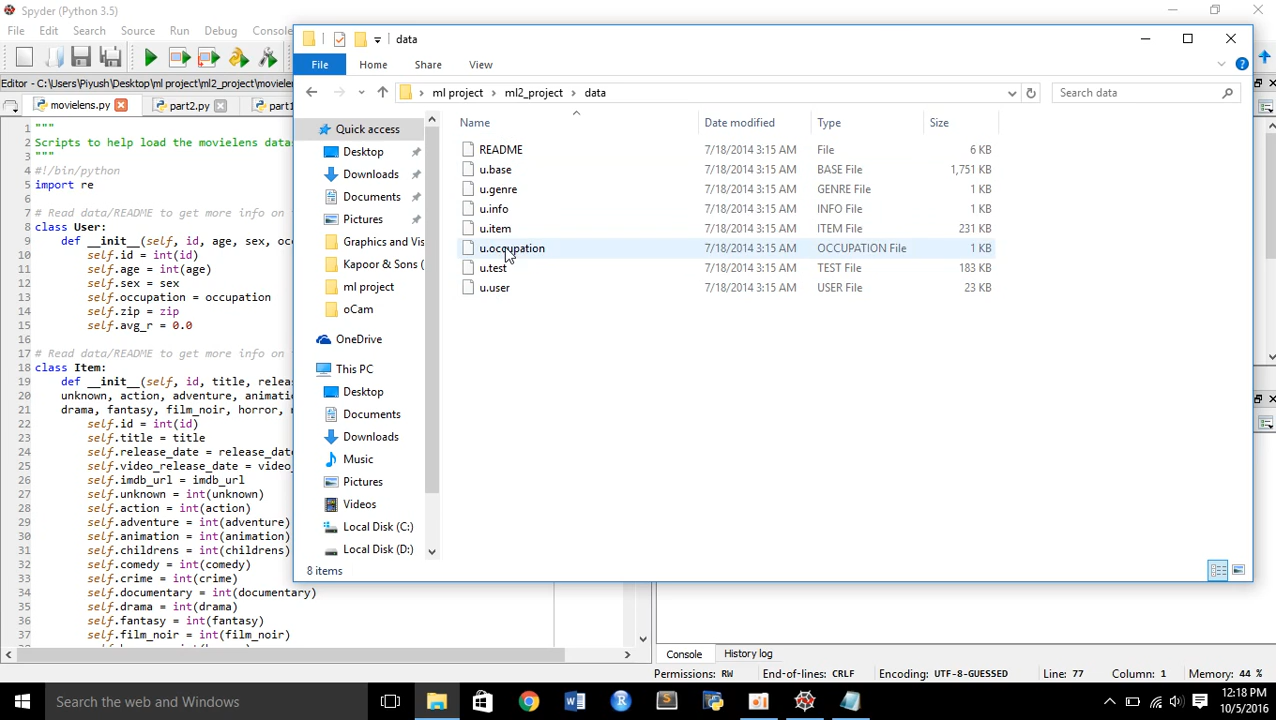 Spyder (Python 3.5)
File Edit Search Source Run Debug Consol
Editor - C:\Users\Piyush\Desktop\ml project\ml2_project\movielen
movielens.py part2.py part1
1 """
2 Scripts to help load the movielens datas
3 """
4 #!/bin/python
5 import re
6
7 # Read data/README to get more info on
8 class User:
9 def __init__(self, id, age, sex, occ
10 self.id = int(id)
11 self.age = int(age)
12 self.sex = sex
13 self.occupation = occupation
14 self.zip = zip
15 self.avg_r = 0.0
16
17 # Read data/README to get more info on
18 class Item:
19 def __init__(self, id, title, relea
20 unknown, action, adventure, animati
21 drama, fantasy, film_noir, horror,
22 self.id = int(id)
23 self.title = title
24 self.release_date = release_dat
25 self.video_release_date = video
26 self.imdb_url = imdb_url
27 self.unknown = int(unknown)
28 self.action = int(action)
29 self.adventure = int(adventure)
30 self.animation = int(animation)
31 self.childrens = int(childrens)
32 self.comedy = int(comedy)
33 self.crime = int(crime)
34 self.documentary = int(documentary)
35 self.drama = int(drama)
36 self.fantasy = int(fantasy)
37 self.film_noir = int(film_noir)
data
File Home Share View
ml project ml2_project data
Search data
Quick access
Desktop
Downloads
Documents
Pictures
Graphics and Vis
Kapoor & Sons (
ml project
oCam
OneDrive
This PC
Desktop
Documents
Downloads
Music
Pictures
Videos
Local Disk (C:)
Local Disk (D:)
Name Date modified Type Size
README 7/18/2014 3:15 AM File 6 KB
u.base 7/18/2014 3:15 AM BASE File 1,751 KB
u.genre 7/18/2014 3:15 AM GENRE File 1 KB
u.info 7/18/2014 3:15 AM INFO File 1 KB
u.item 7/18/2014 3:15 AM ITEM File 231 KB
u.occupation 7/18/2014 3:15 AM OCCUPATION File 1 KB
u.test 7/18/2014 3:15 AM TEST File 183 KB
u.user 7/18/2014 3:15 AM USER File 23 KB
8 items
Console History log
Permissions: RW End-of-lines: CRLF Encoding: UTF-8-GUESSED Line: 77 Column: 1 Memory: 44 %
Search the web and Windows
12:18 PM
10/5/2016